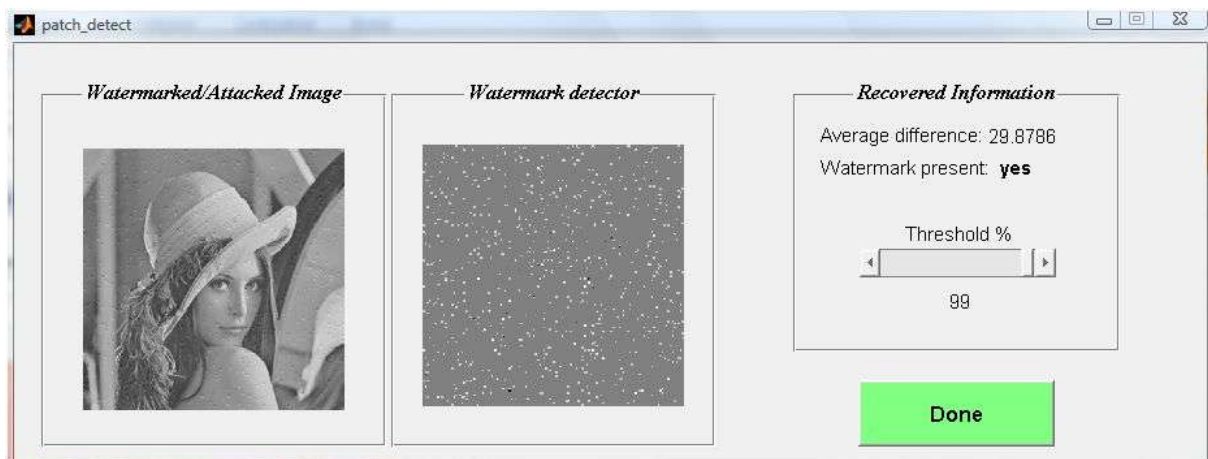 patch_detect
Watermarked/Attacked Image
Watermark detector
Recovered Information
Average difference: 29.8786
Watermark present: yes
Threshold %
99
Done